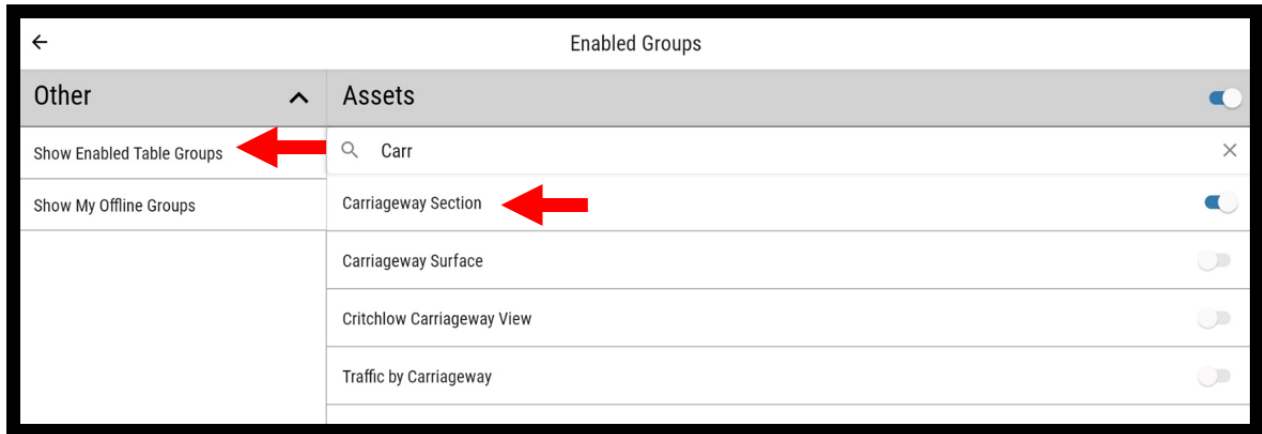 Enabled Groups
Other
Assets
Show Enabled Table Groups
Carr
Show My Offline Groups
Carriageway Section
Carriageway Surface
Critchlow Carriageway View
Traffic by Carriageway